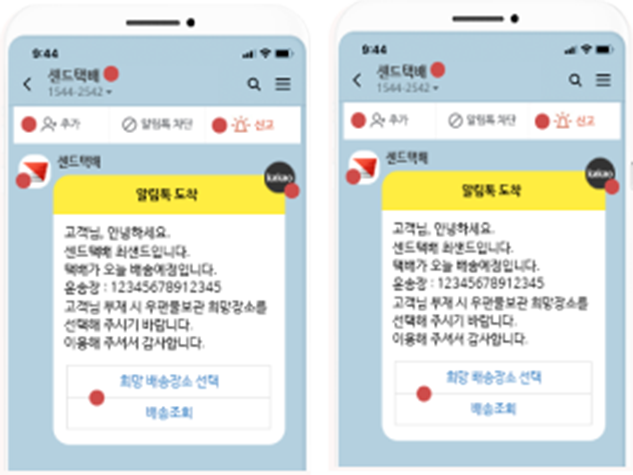 9:44
센드택배
1544-2542
추가
알림톡 차단
신고
센드택배
kakao
알림톡 도착
고객님, 안녕하세요.
센드택배 최센드입니다.
택배가 오늘 배송예정입니다.
운송장 : 12345678912345
고객님 부재 시 우편물보관 희망장소를
선택해 주시기 바랍니다.
이용해 주셔서 감사합니다.
희망 배송장소 선택
배송조회
9:44
센드택배
1544-2542
추가
알림톡 차단
신고
센드택배
kakao
알림톡 도착
고객님, 안녕하세요.
센드택배 최샌드입니다.
택배가 오늘 배송예정입니다.
운송장 : 12345678912345
고객님 부재 시 우편물보관 희망장소를
선택해 주시기 바랍니다.
이용해 주셔서 감사합니다.
희망 배송장소 선택
배송조회